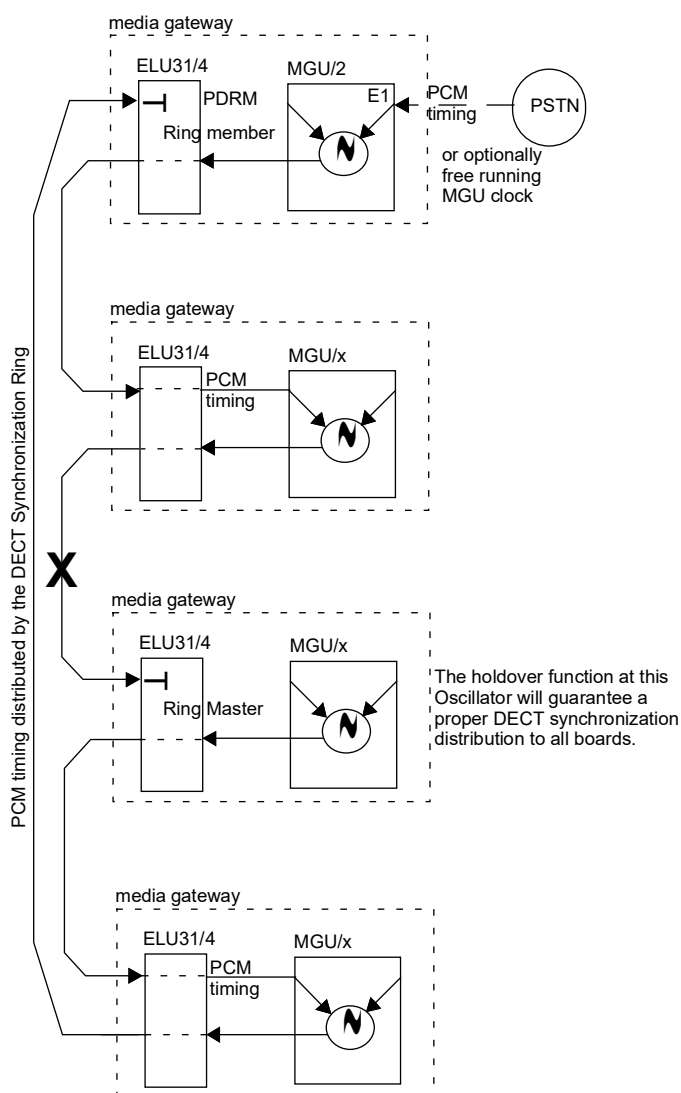 media gateway
ELU31/4
MGU/2
PDRM
E1
PCM
timing
PSTN
Ring member
or optionally
free running
MGU clock
media gateway
ELU31/4
MGU/x
PCM
timing
PCM timing distributed by the DECT Synchronization Ring
X
media gateway
ELU31/4
MGU/x
Ring Master
The holdover function at this
Oscillator will guarantee a
proper DECT synchronization
distribution to all boards.
media gateway
ELU31/4
MGU/x
PCM
timing